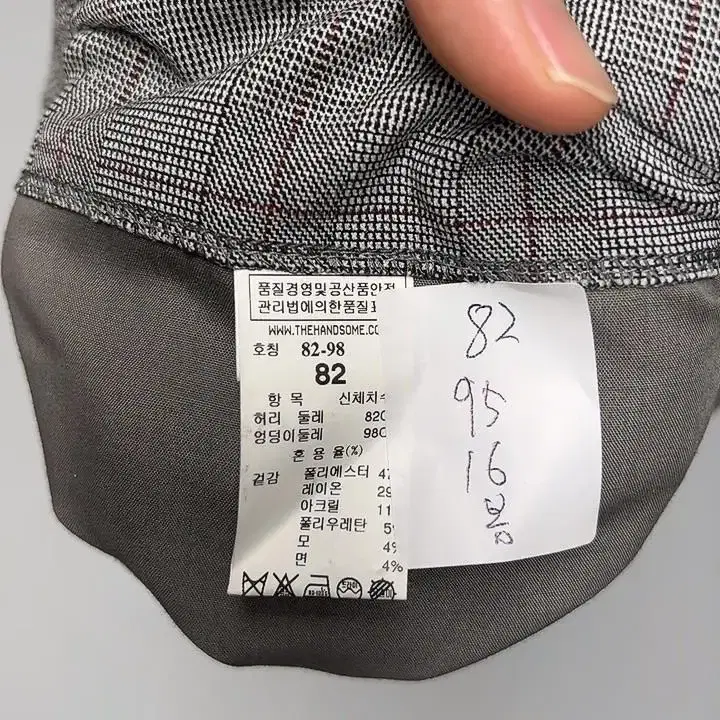 품질경영및공산품안전
관리법에의한품질표
WWW.THEHANDSOME.CO
호칭 82-98
82
항 목 신체치수
허리 둘레 82C
엉덩이둘레 98C
혼 용 율(%)
겉감 폴리에스터 47
레이온 29
아크릴 11
폴리우레탄 5%
모 4%
면 4%
82
95
16
봄